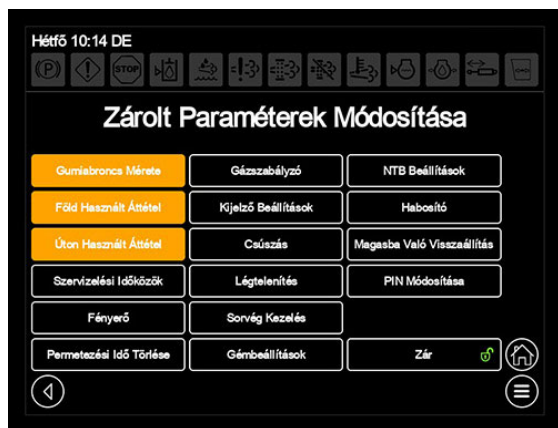 Hétfő 10:14 DE
P
STOP
Zárolt Paraméterek Módosítása
Gumiabroncs Mérete
Gázszabályzó
NTB Beállítások
Föld Használt Áttétel
Kijelző Beállítások
Habosító
Úton Használt Áttétel
Csúszás
Magasba Való Visszaállítás
Szervizelési Időközök
Légtelenítés
PIN Módosítása
Fényerő
Sorvég Kezelés
Permetezési Idő Törlése
Gémbeállítások
Zár